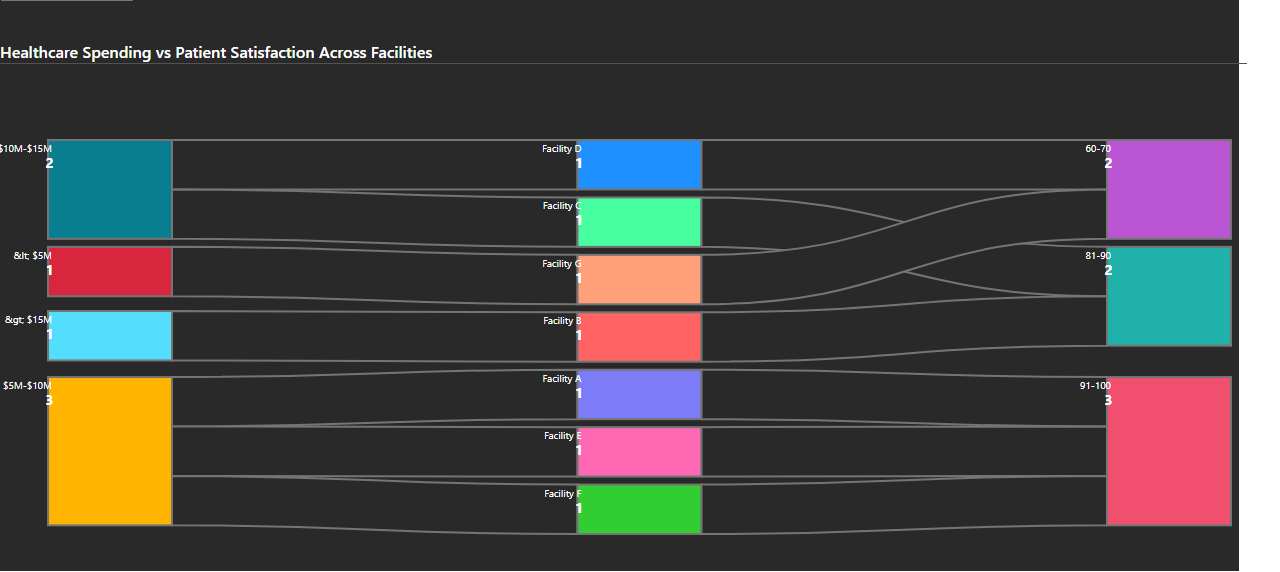 Healthcare Spending vs Patient Satisfaction Across Facilities
$10M-$15M
2
&lt; $5M
1
&gt; $15M
1
$5M-$10M
3
Facility D
1
Facility C
1
Facility G
1
Facility B
1
Facility A
1
Facility E
1
Facility F
1
60-70
2
81-90
2
91-100
3